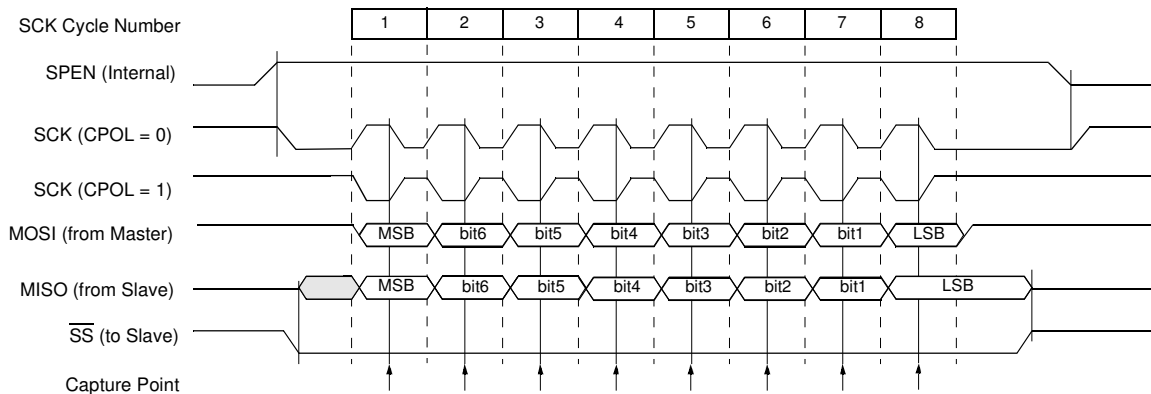 SCK Cycle Number 1 2 3 4 5 6 7 8
SPEN (Internal)
SCK (CPOL = 0)
SCK (CPOL = 1)
MOSI (from Master) MSB bit6 bit5 bit4 bit3 bit2 bit1 LSB
MISO (from Slave) MSB bit6 bit5 bit4 bit3 bit2 bit1 LSB
SS (to Slave)
Capture Point